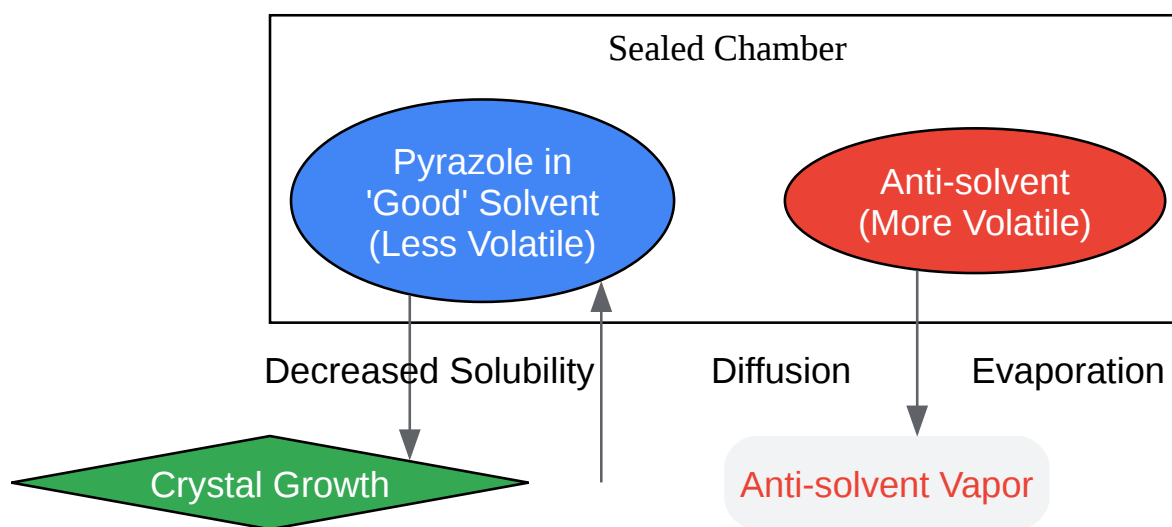 Sealed Chamber
Pyrazole in
'Good' Solvent
(Less Volatile)
Anti-solvent
(More Volatile)
Decreased Solubility
Diffusion
Evaporation
Crystal Growth
Anti-solvent Vapor